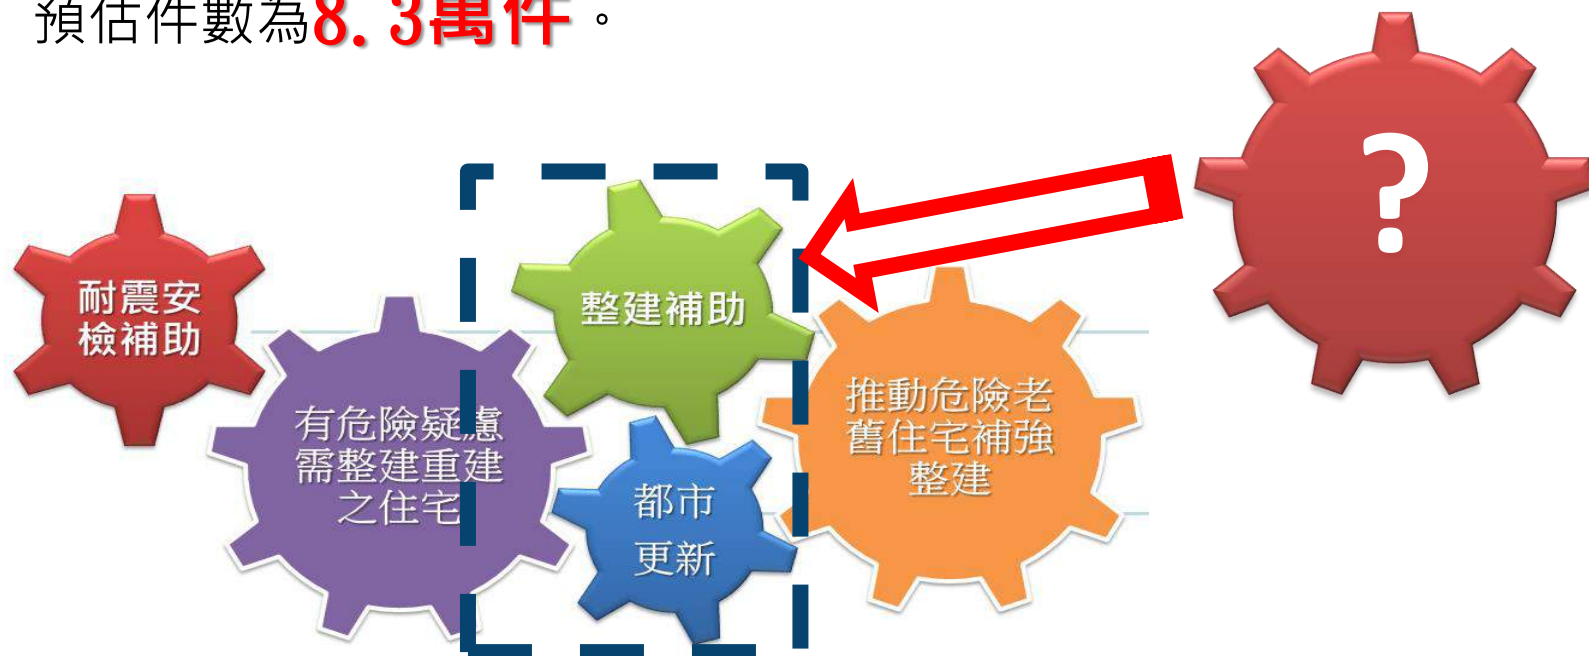 預估件數為8.3萬件。
?
耐震安
檢補助
整建補助
有危險疑慮
需整建重建
之住宅
推動危險老
舊住宅補強
整建
都市
更新